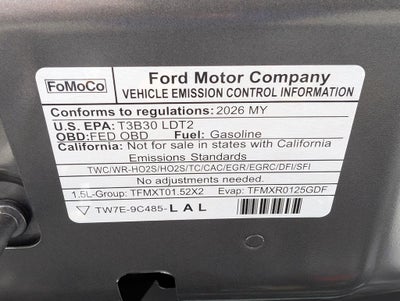 FoMoCo
Ford Motor Company
VEHICLE EMISSION CONTROL INFORMATION
Conforms to regulations: 2026 MY
U.S. EPA: T3B30 LDT2
OBD: FED OBD Fuel: Gasoline
California: Not for sale in states with California
Emissions Standards
TWC/WR-HO2S/HO2S/TC/CAC/EGR/EGRC/DFI/SFI
No adjustments needed.
1.5L-Group: TFMXT01.52X2 Evap: TFMXR0125GDF
TW7E-9C485-LAL